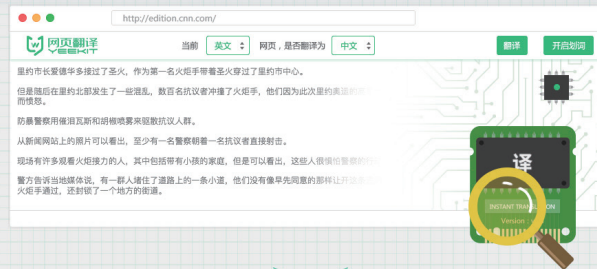 http://edition.cnn.com/
网页翻译
YEEKIT
当前 英文 网页，是否翻译为 中文 翻译 开启划词
里约市长爱德华多接过了圣火，作为第一名火炬手带着圣火穿过了里约市中心。
但是随后在里约北部发生了一些混乱，数百名抗议者冲撞了火炬手，他们因为此次里约奥运的
而愤怒。
防暴警察用催泪瓦斯和胡椒喷雾来驱散抗议人群。
从新闻网站上的照片可以看出，至少有一名警察朝着一名抗议者直接射击。
现场有许多观看火炬接力的人，其中包括带有小孩的家庭，但是可以看出，这些人很愤怒警察的
警方告诉当地媒体说，有一群人堵住了道路上的一条小道，他们没有像早先同意的那样让开
火炬手通过，还封锁了一个地方的街道。
译
INSTANT TRANSLATION
Version